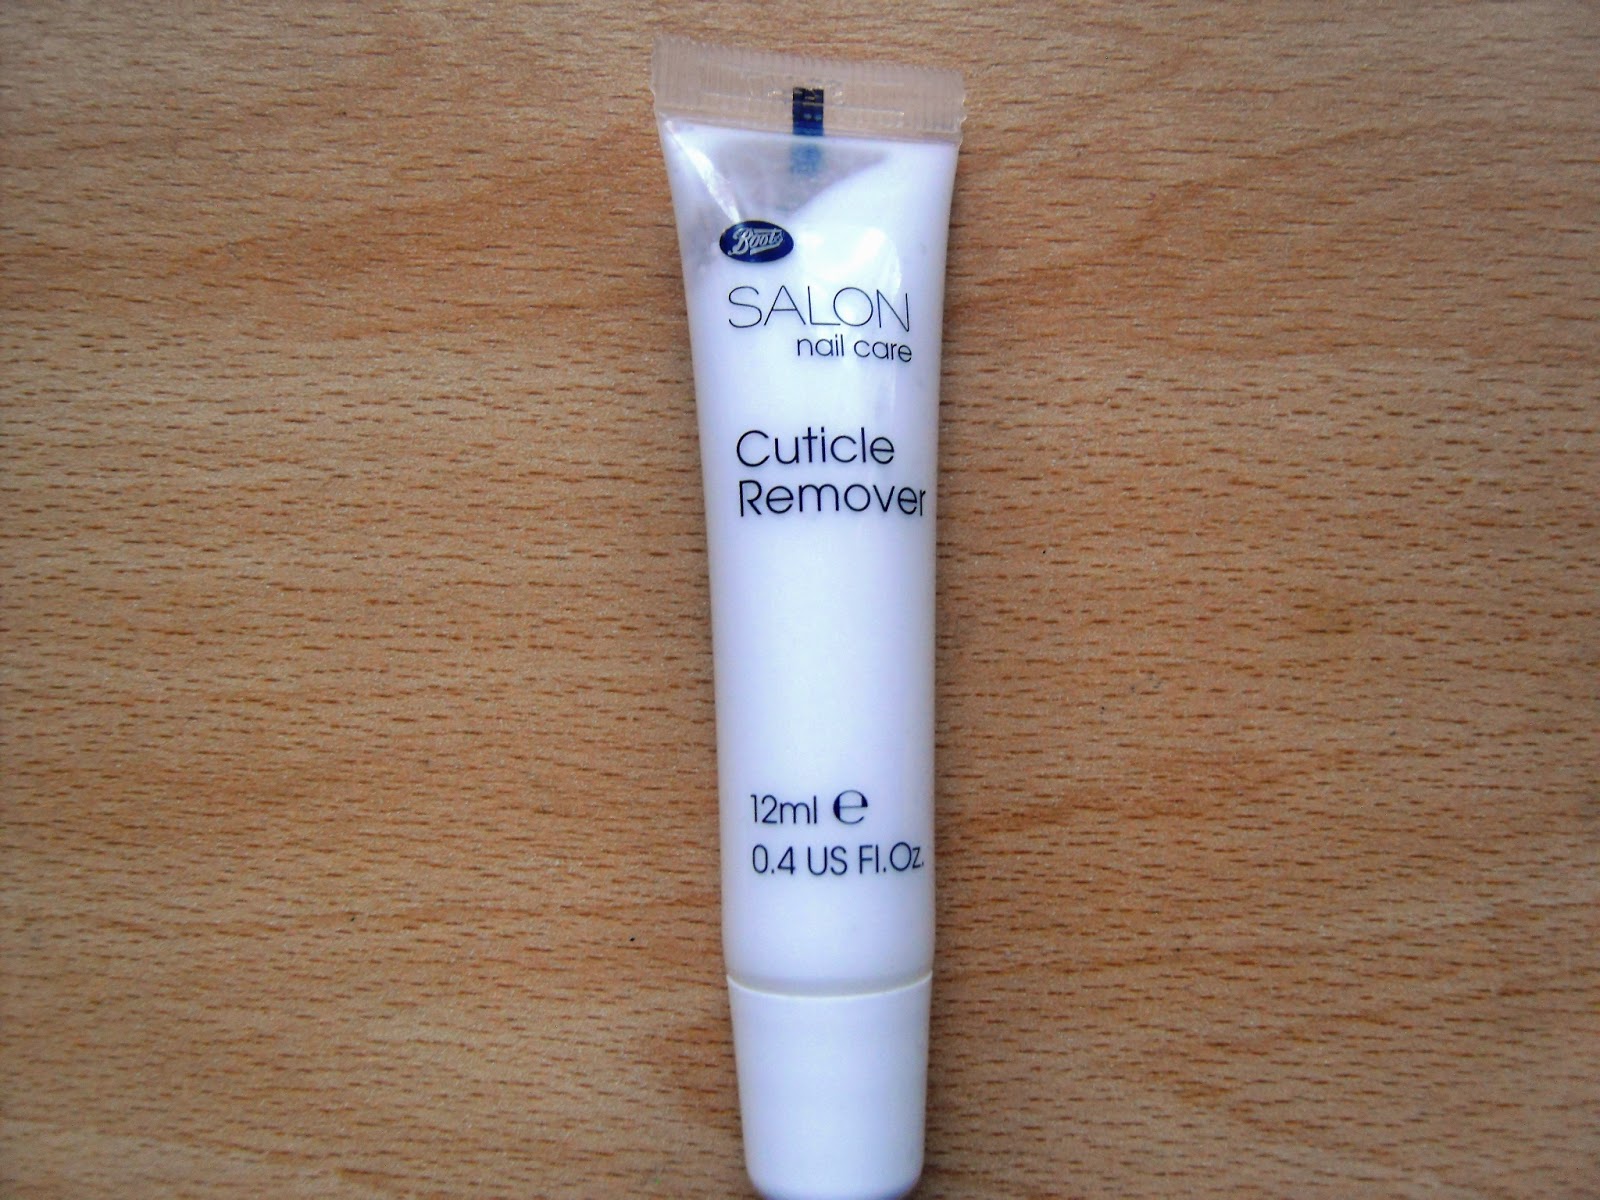 Boots
SALON
nail care
Cuticle
Remover
12ml ℮
0.4 US Fl.Oz.